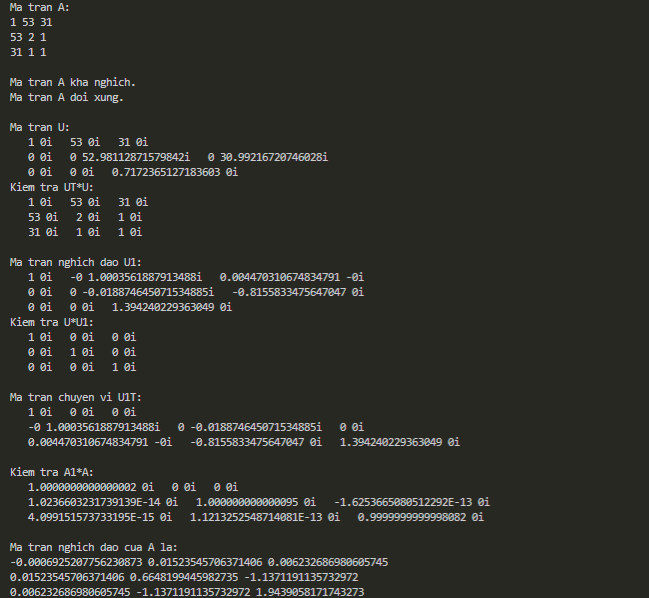 Ma tran A:
1 53 31
53 2 1
31 1 1
Ma tran A kha nghich.
Ma tran A doi xung.
Ma tran U:
1 0i 53 0i 31 0i
0 0i 0 52.98112871579842i 0 30.99216720746028i
0 0i 0 0i 0.7172365127183603 0i
Kiem tra UT*U:
1 0i 53 0i 31 0i
53 0i 2 0i 1 0i
31 0i 1 0i 1 0i
Ma tran nghich dao U1:
1 0i -0 1.0003561887913488i 0.004470310674834791 -0i
0 0i 0 -0.018874645071534885i -0.8155833475647047 0i
0 0i 0 0i 1.394240229363049 0i
Kiem tra U*U1:
1 0i 0 0i 0 0i
0 0i 1 0i 0 0i
0 0i 0 0i 1 0i
Ma tran chuyen vi U1T:
1 0i 0 0i 0 0i
-0 1.0003561887913488i 0 -0.018874645071534885i 0 0i
0.004470310674834791 -0i -0.8155833475647047 0i 1.394240229363049 0i
Kiem tra A1*A:
1.0000000000000002 0i 0 0i 0 0i
1.0236603231739139E-14 0i 1.000000000000095 0i -1.6253665080512292E-13 0i
4.099151573733195E-15 0i 1.1213252548714081E-13 0i 0.9999999999998082 0i
Ma tran nghich dao cua A la:
-0.0006925207756230873 0.01523545706371406 0.006232686980605745
0.01523545706371406 0.6648199445982735 -1.1371191135732972
0.006232686980605745 -1.1371191135732972 1.9439058171743273